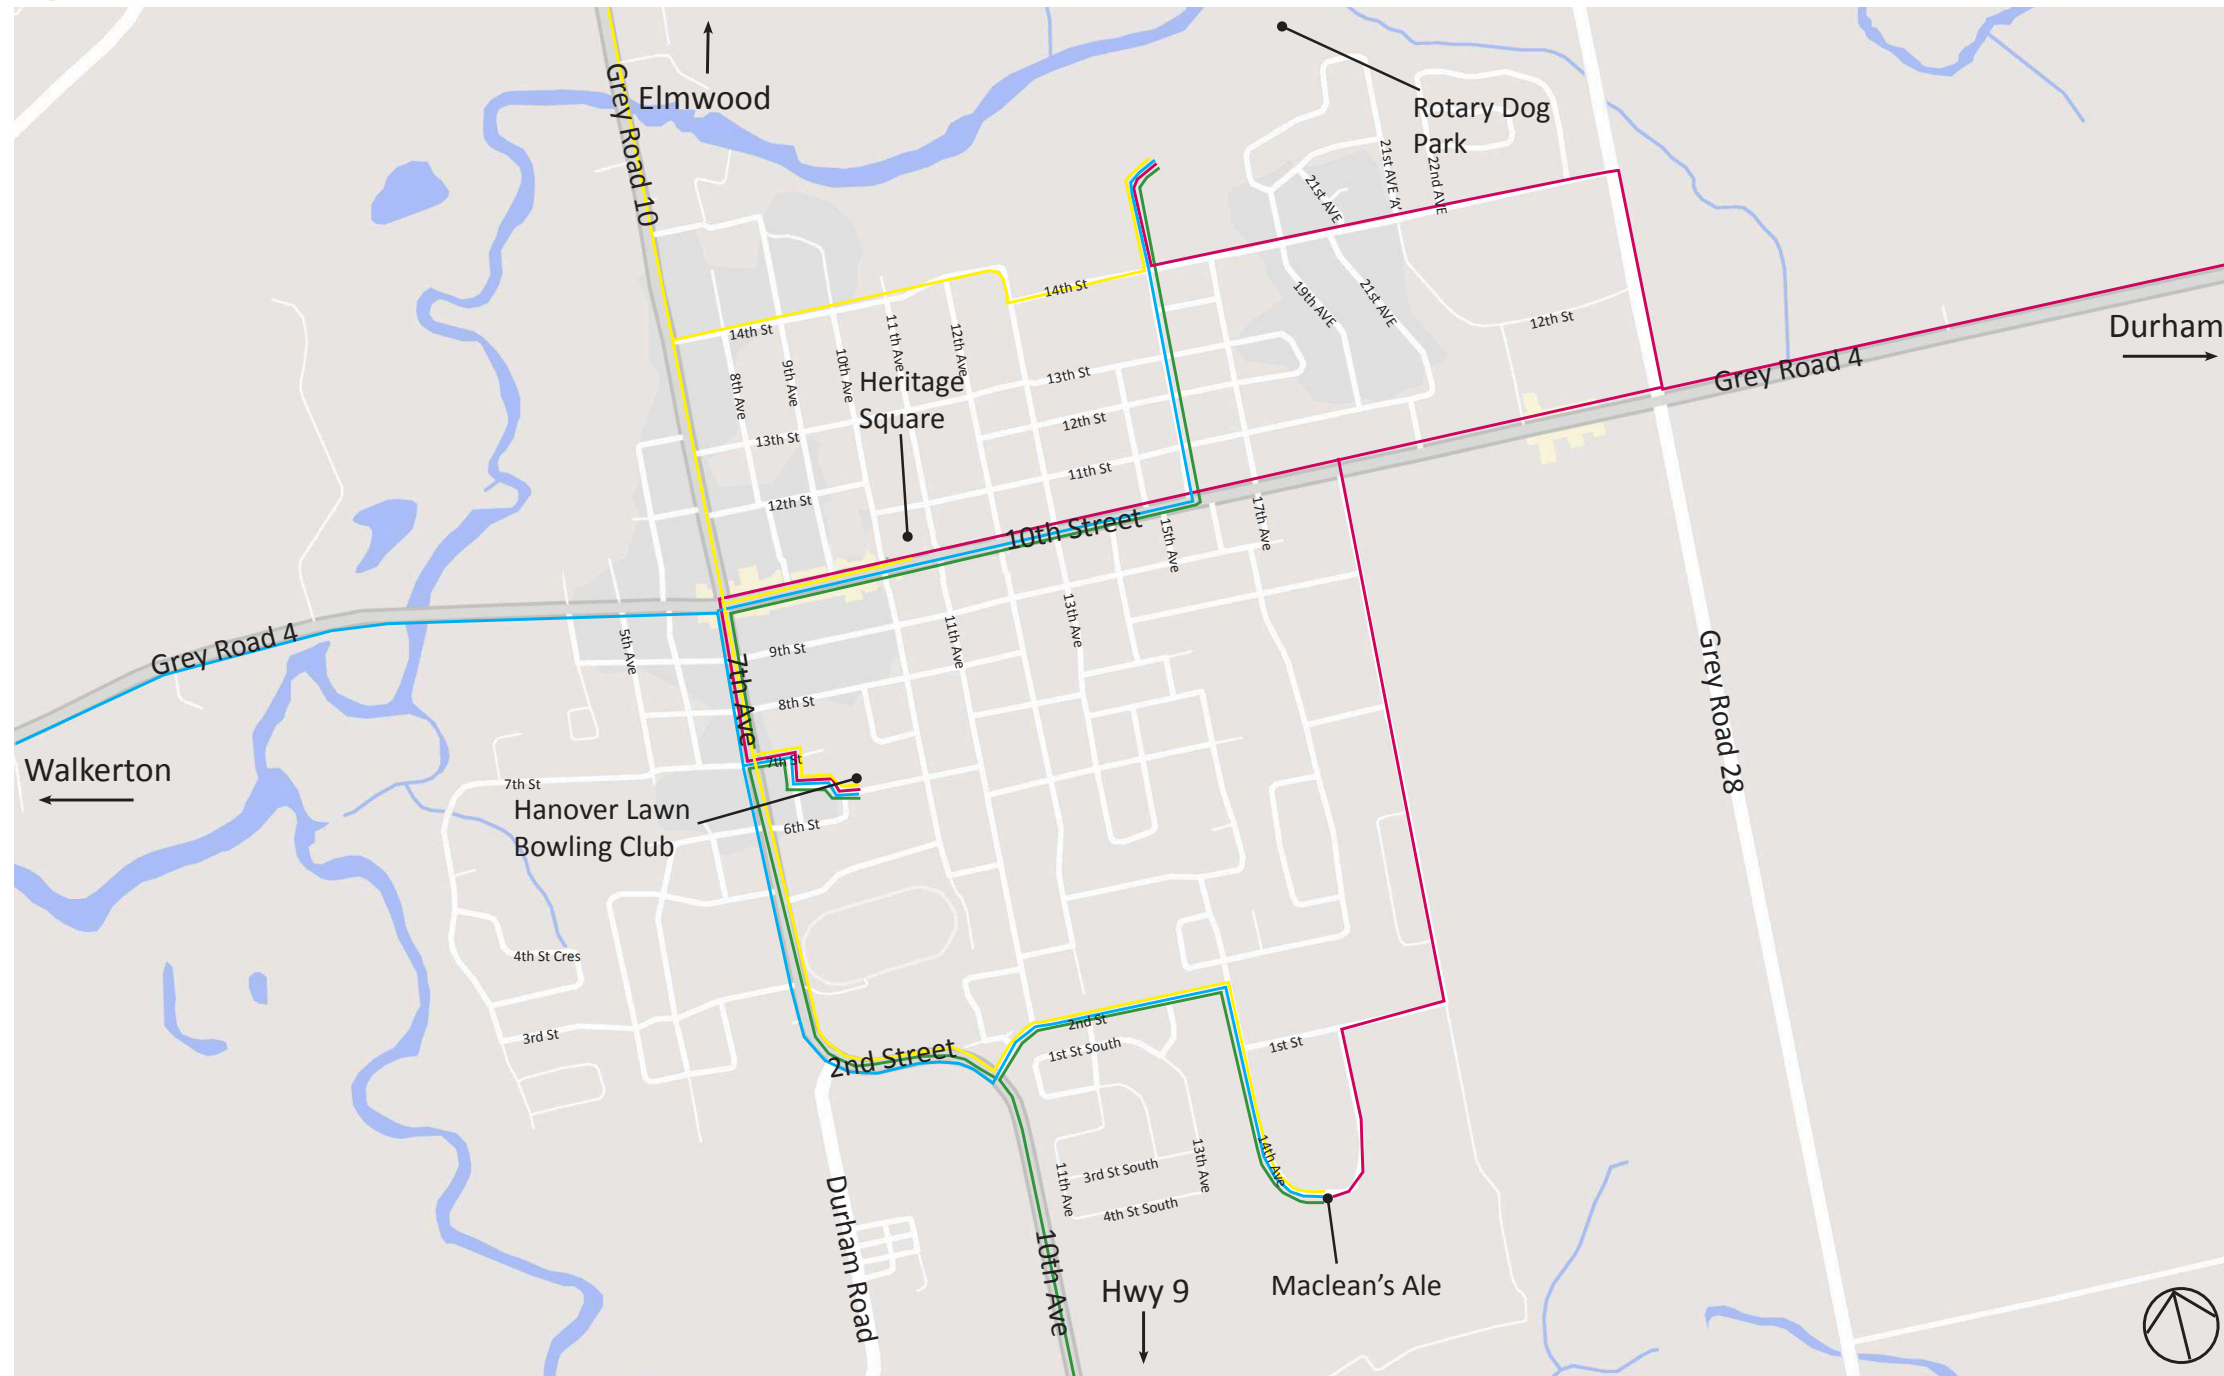 Elmwood
Grey Road 10
Rotary Dog
Park
21st AVE 'A'
22nd AVE
21st AVE
14th St
19th AVE
21st AVE
12th St
Durham
14th St
11 th Ave
12th Ave
10th Ave
9th Ave
8th Ave
Heritage
Square
13th St
Grey Road 4
12th St
13th St
11th St
12th St
10th Street
17th Ave
15th Ave
Grey Road 4
5th Ave
13th Ave
11th Ave
9th St
7th Ave
8th St
Grey Road 28
Walkerton
7th St
7th St
Hanover Lawn
Bowling Club
6th St
4th St Cres
3rd St
2nd Street
2nd St
1st St South
1st St
14th Ave
13th Ave
11th Ave
3rd St South
4th St South
Durham Road
10th Ave
Hwy 9
Maclean's Ale